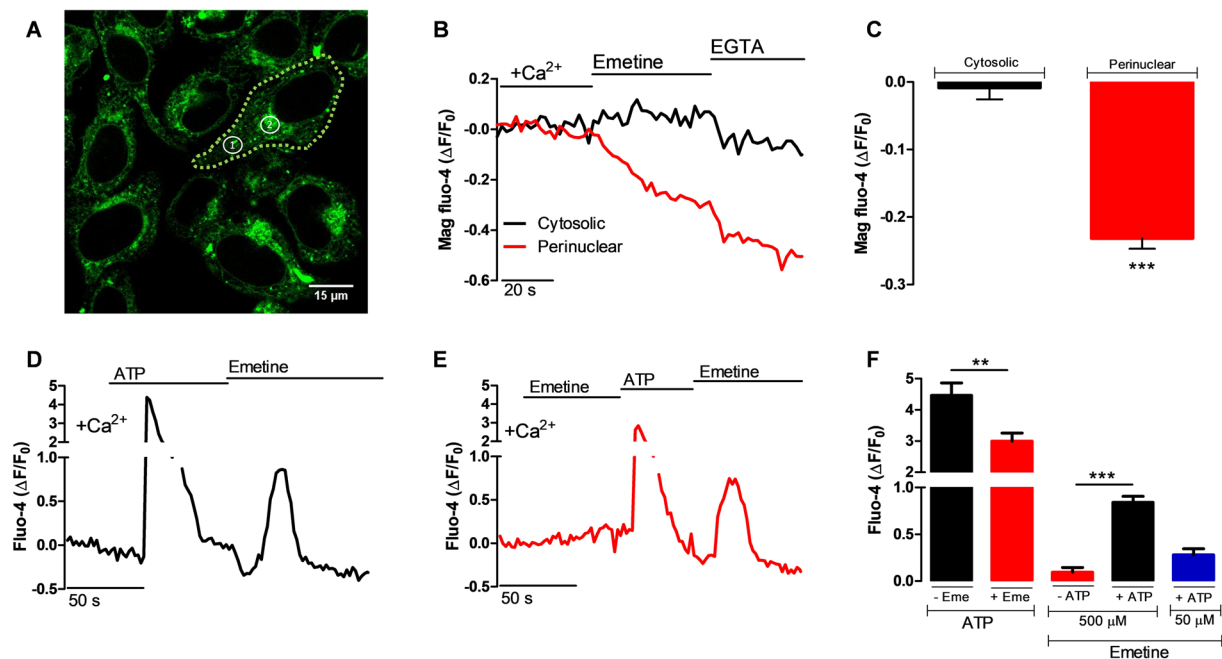 A
1
2
15 μm
B
+Ca²⁺ Emetine EGTA
Mag fluo-4 (ΔF/F₀)
0.2
-0.0
-0.2
-0.4
-0.6
Cytosolic
Perinuclear
20 s
C
Cytosolic Perinuclear
Mag fluo-4 (ΔF/F₀)
0.0
-0.1
-0.2
-0.3
***
D
ATP Emetine
+Ca²⁺
Fluo-4 (ΔF/F₀)
5
4
3
2
1.0
0.5
0.0
-0.5
50 s
E
Emetine ATP Emetine
+Ca²⁺
Fluo-4 (ΔF/F₀)
5
4
3
2
1.0
0.5
0.0
-0.5
50 s
F
**
***
Fluo-4 (ΔF/F₀)
5
4
3
2
1.0
0.5
0.0
- Eme + Eme - ATP + ATP + ATP
ATP 500 μM 50 μM
Emetine